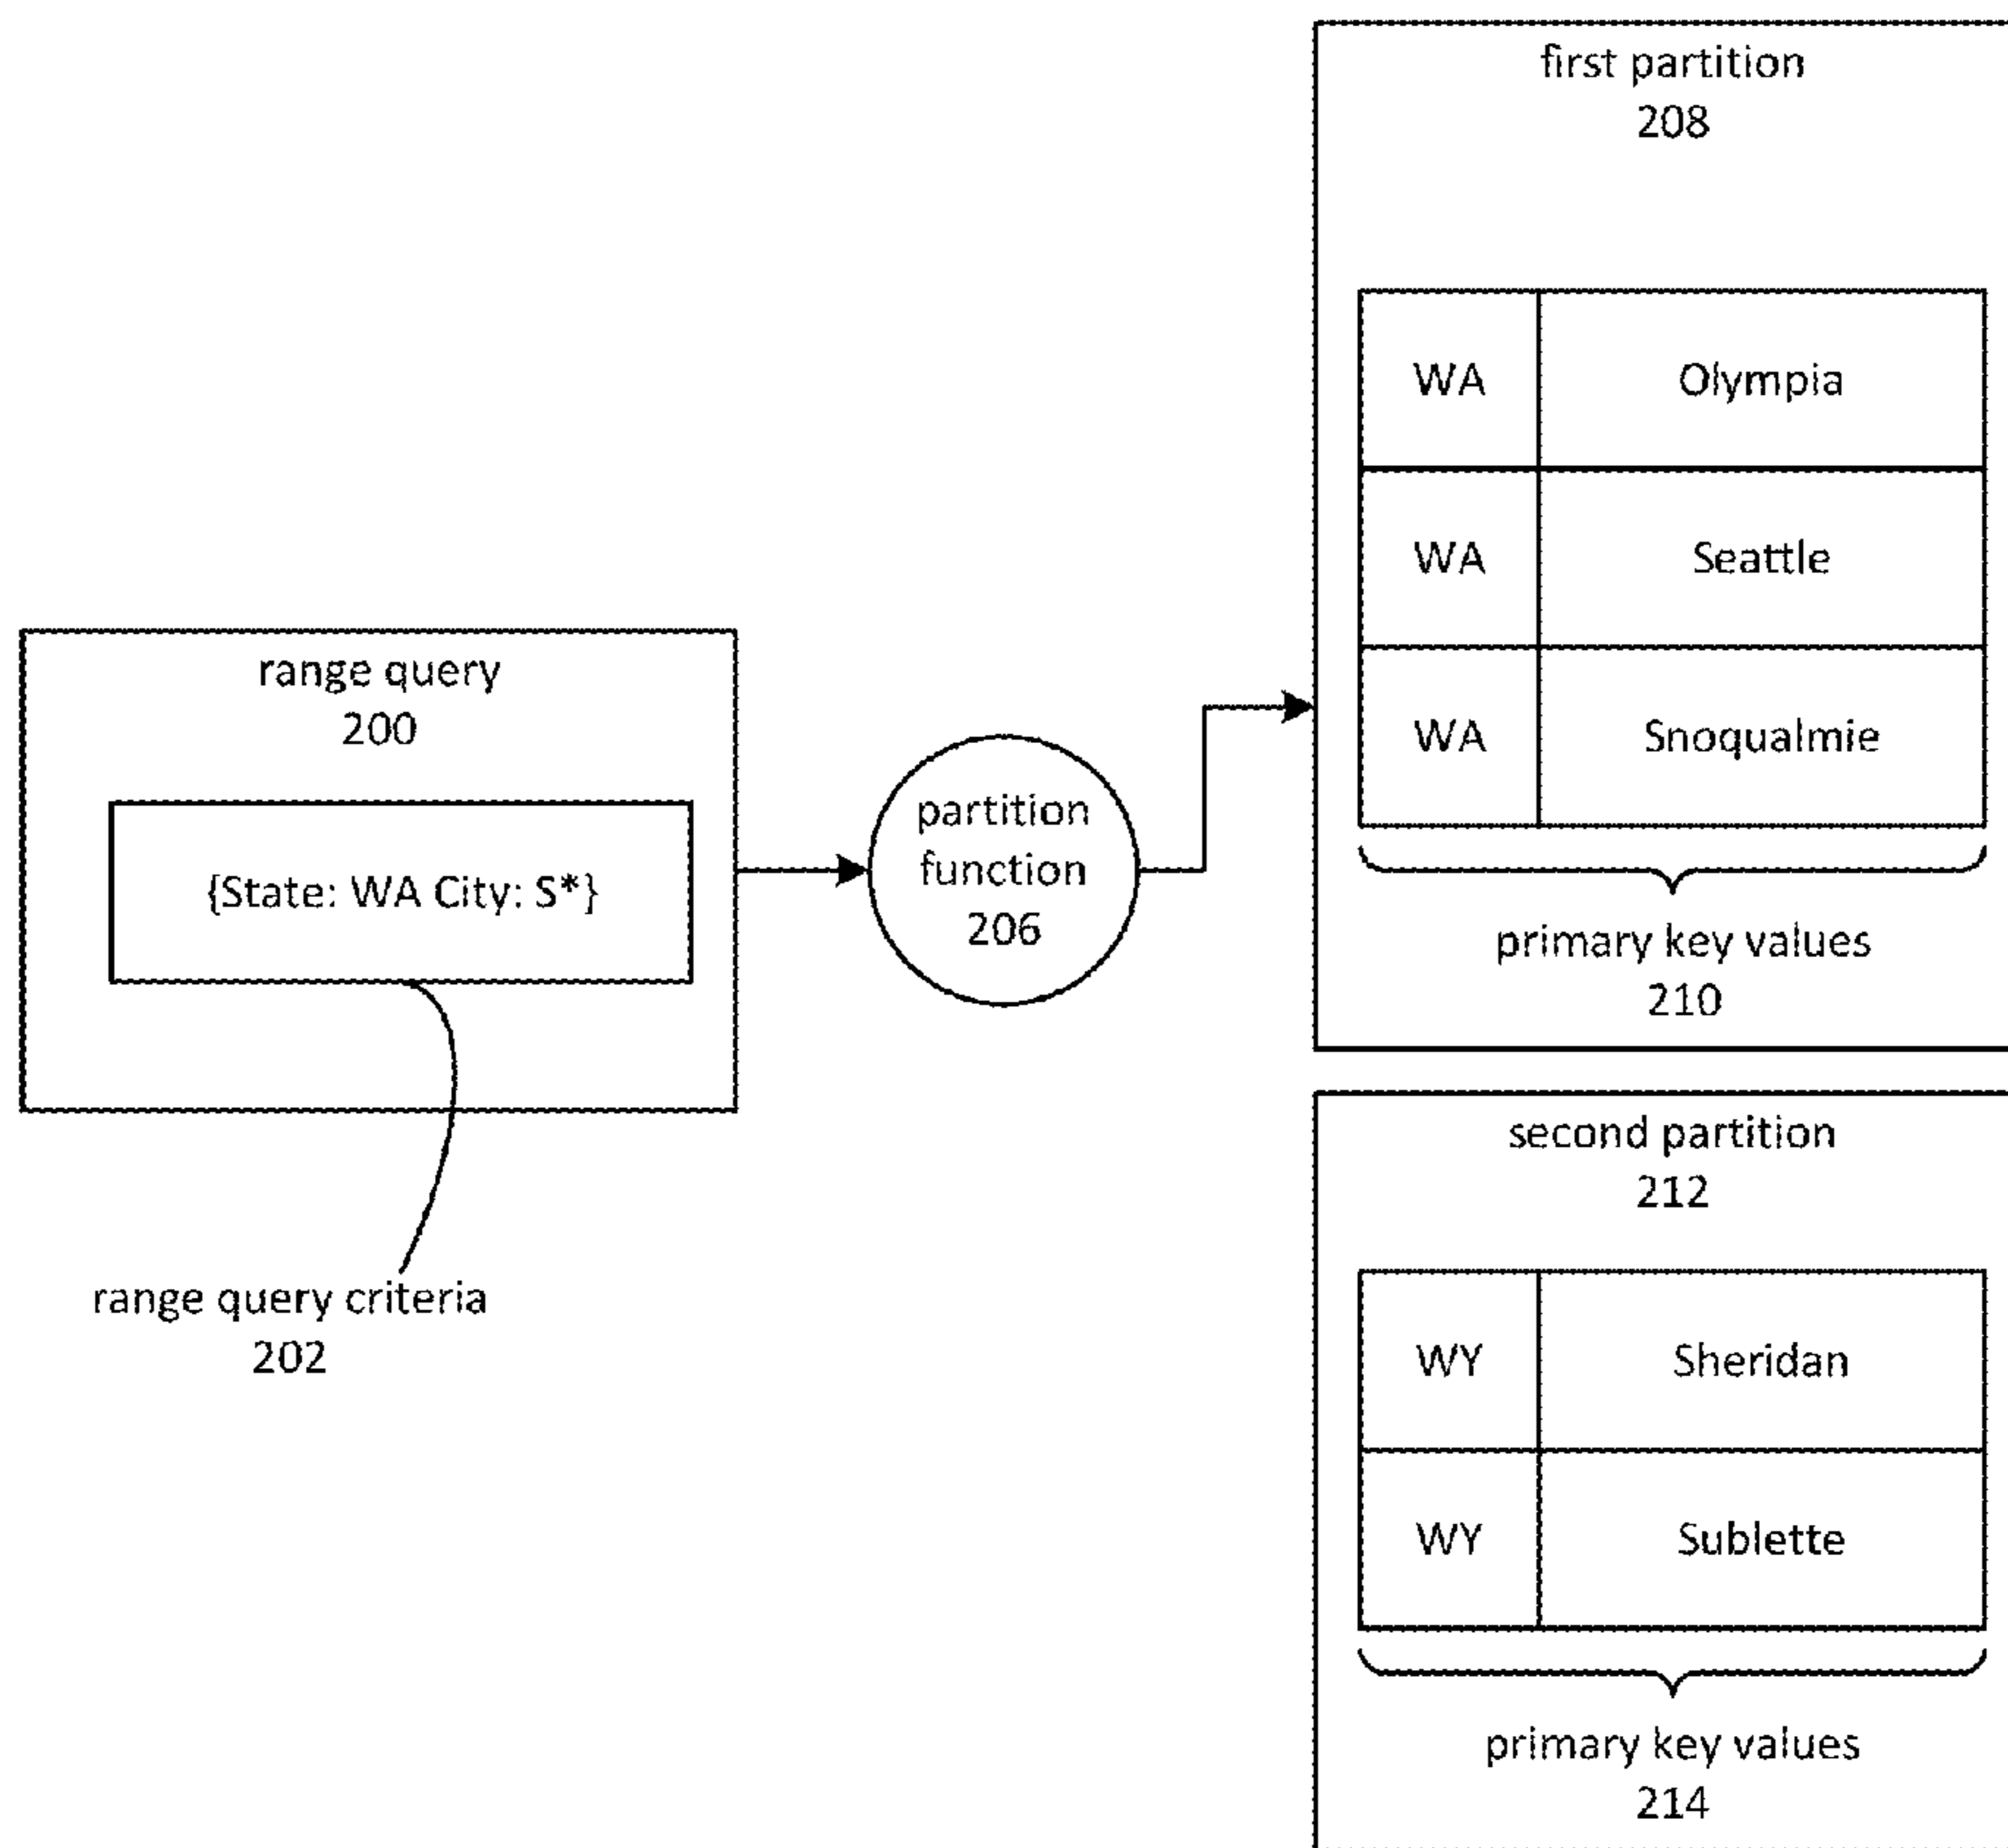 range query
200
{State: WA City: S*}
range query criteria
202
partition
function
206
first partition
208
WA Olympia
WA Seattle
WA Snoqualmie
primary key values
210
second partition
212
WY Sheridan
WY Sublette
primary key values
214